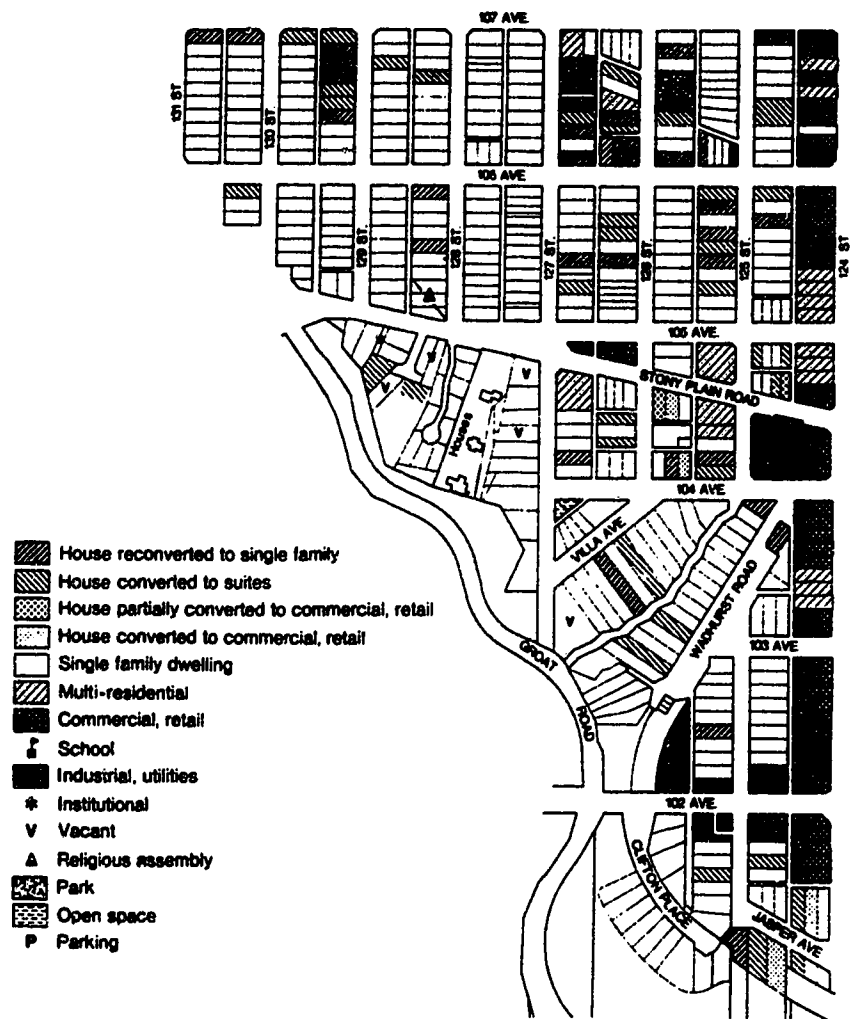 107 AVE.
131 ST
130 ST.
106 AVE
129 ST.
128 ST.
127 ST.
126 ST.
125 ST.
124 ST
105 AVE.
STONY PLAIN ROAD
V
V
V
Houses
104 AVE
VILLA AVE
V
WADHURST ROAD
103 AVE
GROAT ROAD
102 AVE.
CLIFTON PLACE
JASPER AVE
House reconverted to single family
House converted to suites
House partially converted to commercial, retail
House converted to commercial, retail
Single family dwelling
Multi-residential
Commercial, retail
School
Industrial, utilities
Institutional
V Vacant
Religious assembly
Park
Open space
P Parking